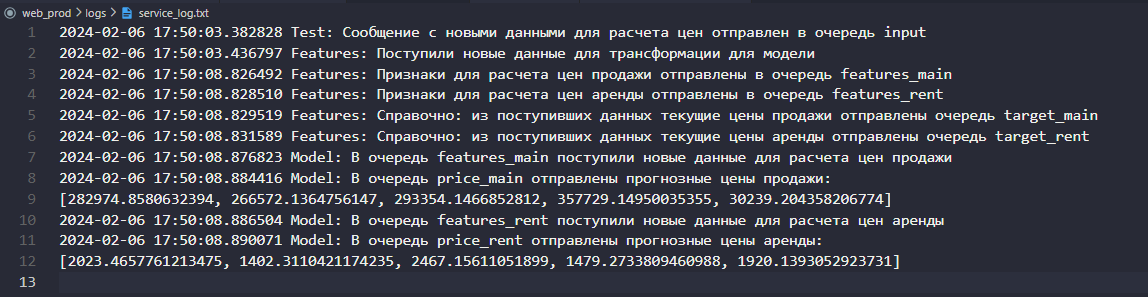 web_prod > logs > service_log.txt
1 2024-02-06 17:50:03.382828 Test: Сообщение с новыми данными для расчета цен отправлен в очередь input
2 2024-02-06 17:50:03.436797 Features: Поступили новые данные для трансформации для модели
3 2024-02-06 17:50:08.826492 Features: Признаки для расчета цен продажи отправлены в очередь features_main
4 2024-02-06 17:50:08.828510 Features: Признаки для расчета цен аренды отправлены в очередь features_rent
5 2024-02-06 17:50:08.829519 Features: Справочно: из поступивших данных текущие цены продажи отправлены очередь target_main
6 2024-02-06 17:50:08.831589 Features: Справочно: из поступивших данных текущие цены аренды отправлены очередь target_rent
7 2024-02-06 17:50:08.876823 Model: В очередь features_main поступили новые данные для расчета цен продажи
8 2024-02-06 17:50:08.884416 Model: В очередь price_main отправлены прогнозные цены продажи:
9 [282974.8580632394, 266572.1364756147, 293354.1466852812, 357729.14950035355, 30239.204358206774]
10 2024-02-06 17:50:08.886504 Model: В очередь features_rent поступили новые данные для расчета цен аренды
11 2024-02-06 17:50:08.890071 Model: В очередь price_rent отправлены прогнозные цены аренды:
12 [2023.4657761213475, 1402.3110421174235, 2467.15611051899, 1479.2733809460988, 1920.1393052923731]
13